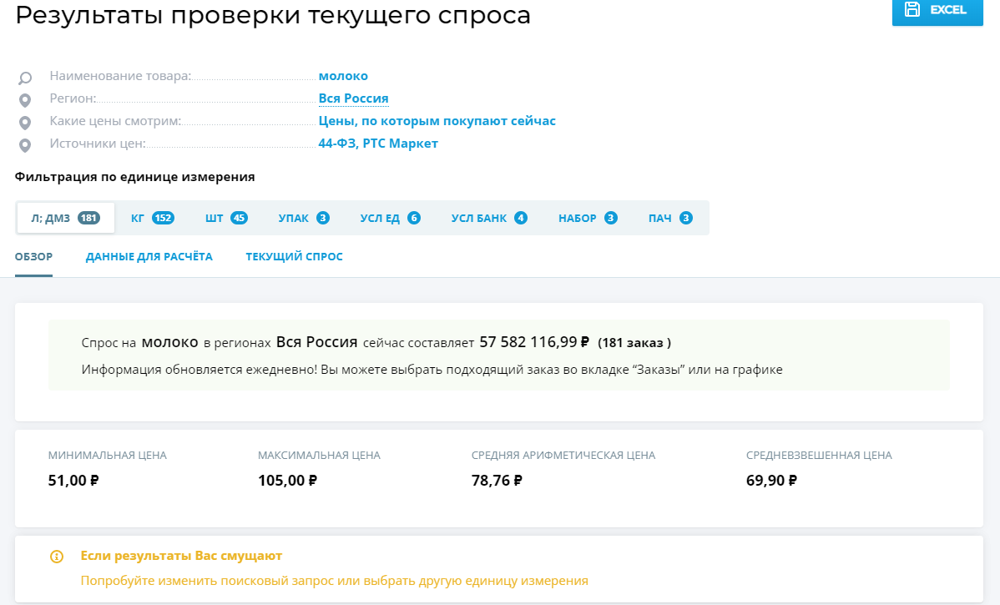 Результаты проверки текущего спроса
EXCEL
Наименование товара: молоко
Регион: Вся Россия
Какие цены смотрим: Цены, по которым покупают сейчас
Источники цен: 44-ФЗ, РТС Маркет
Фильтрация по единице измерения
Л; ДМ3 181 КГ 152 ШТ 45 УПАК 3 УСЛ ЕД 6 УСЛ БАНК 4 НАБОР 3 ПАЧ 3
ОБЗОР ДАННЫЕ ДЛЯ РАСЧЁТА ТЕКУЩИЙ СПРОС
Спрос на молоко в регионах Вся Россия сейчас составляет 57 582 116,99 ₽ (181 заказ )
Информация обновляется ежедневно! Вы можете выбрать подходящий заказ во вкладке “Заказы” или на графике
МИНИМАЛЬНАЯ ЦЕНА МАКСИМАЛЬНАЯ ЦЕНА СРЕДНЯЯ АРИФМЕТИЧЕСКАЯ ЦЕНА СРЕДНЕВЗВЕШЕННАЯ ЦЕНА
51,00 ₽ 105,00 ₽ 78,76 ₽ 69,90 ₽
Если результаты Вас смущают
Попробуйте изменить поисковый запрос или выбрать другую единицу измерения